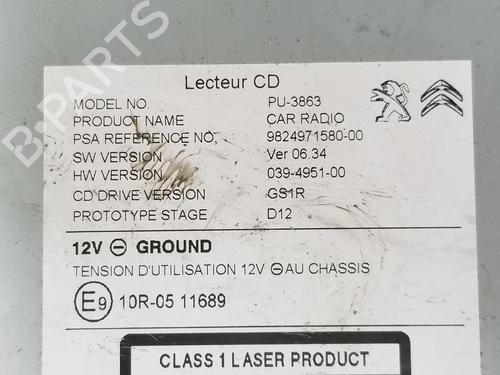 Lecteur CD
MODEL NO. PU-3863
PRODUCT NAME CAR RADIO
PSA REFERENCE NO. 9824971580-00
SW VERSION Ver 06.34
HW VERSION 039-4951-00
CD DRIVE VERSION GS1R
PROTOTYPE STAGE D12
12V ⊖ GROUND
TENSION D'UTILISATION 12V ⊖ AU CHASSIS
E9 10R-05 11689
CLASS 1 LASER PRODUCT
B-PARTS